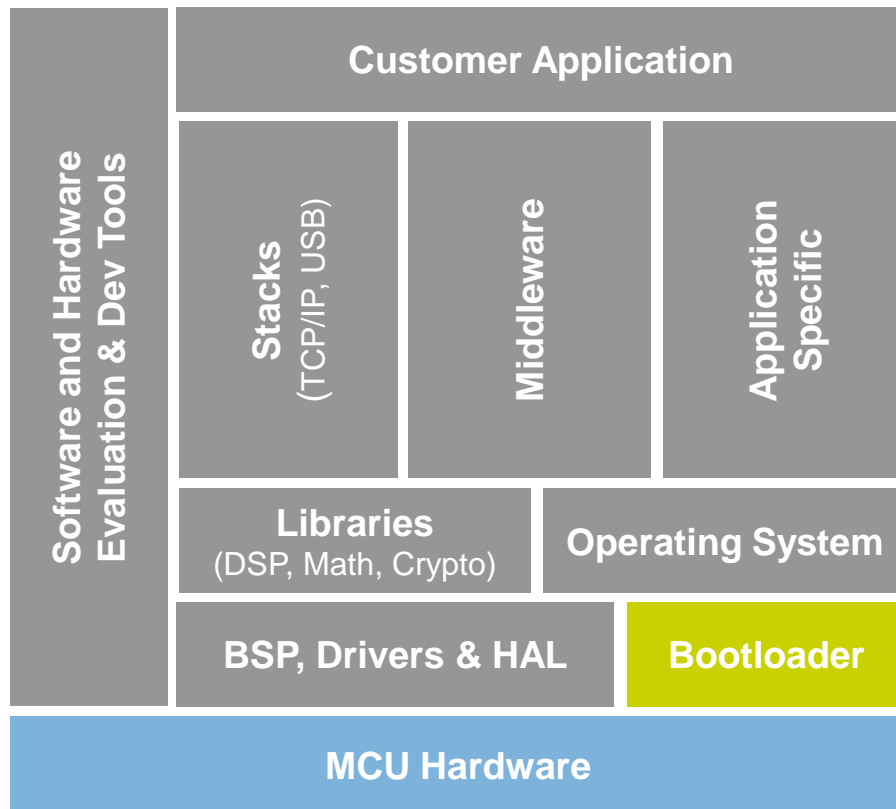 Customer Application
Software and Hardware
Evaluation & Dev Tools
Stacks
(TCP/IP, USB)
Middleware
Application
Specific
Libraries
(DSP, Math, Crypto)
Operating System
BSP, Drivers & HAL
Bootloader
MCU Hardware